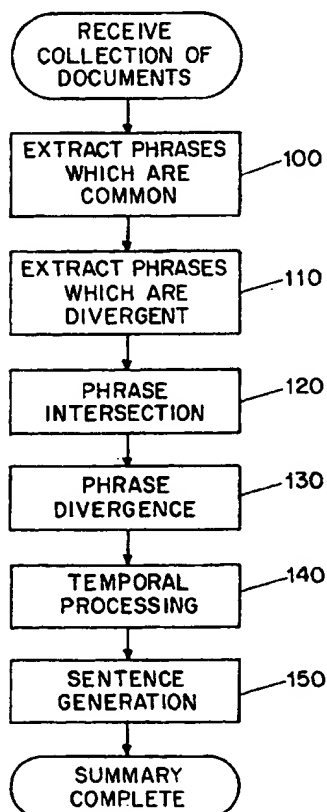 RECEIVE
COLLECTION OF
DOCUMENTS
EXTRACT PHRASES
WHICH ARE
COMMON
100
EXTRACT PHRASES
WHICH ARE
DIVERGENT
110
PHRASE
INTERSECTION
120
PHRASE
DIVERGENCE
130
TEMPORAL
PROCESSING
140
SENTENCE
GENERATION
150
SUMMARY
COMPLETE